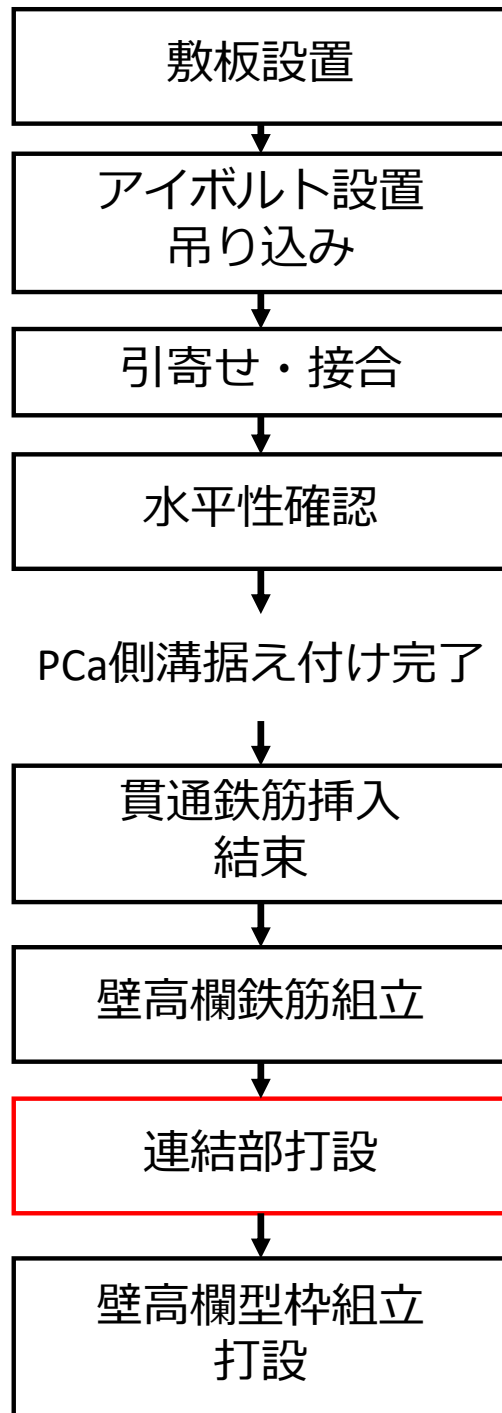 敷板設置
アイボルト設置
吊り込み
引寄せ・接合
水平性確認
PCa側溝据え付け完了
貫通鉄筋挿入
結束
壁高欄鉄筋組立
連結部打設
壁高欄型枠組立
打設